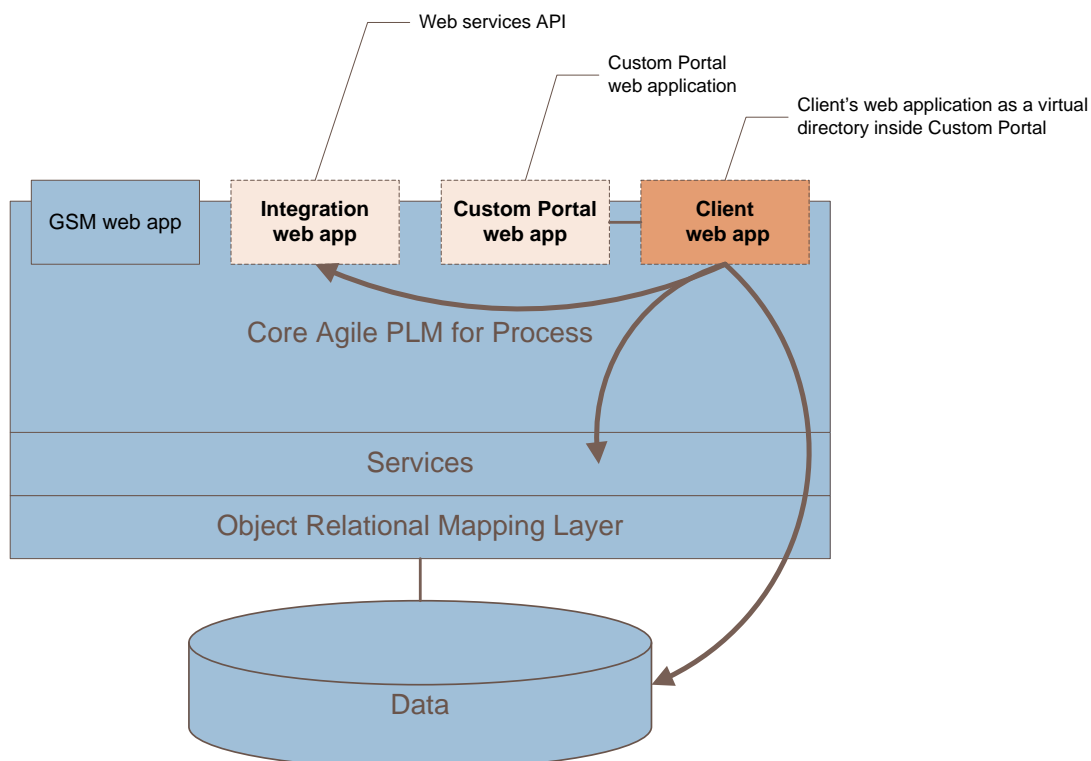 Web services API
Custom Portal
web application
Client's web application as a virtual
directory inside Custom Portal
GSM web app
Integration
web app
Custom Portal
web app
Client
web app
Core Agile PLM for Process
Services
Object Relational Mapping Layer
Data